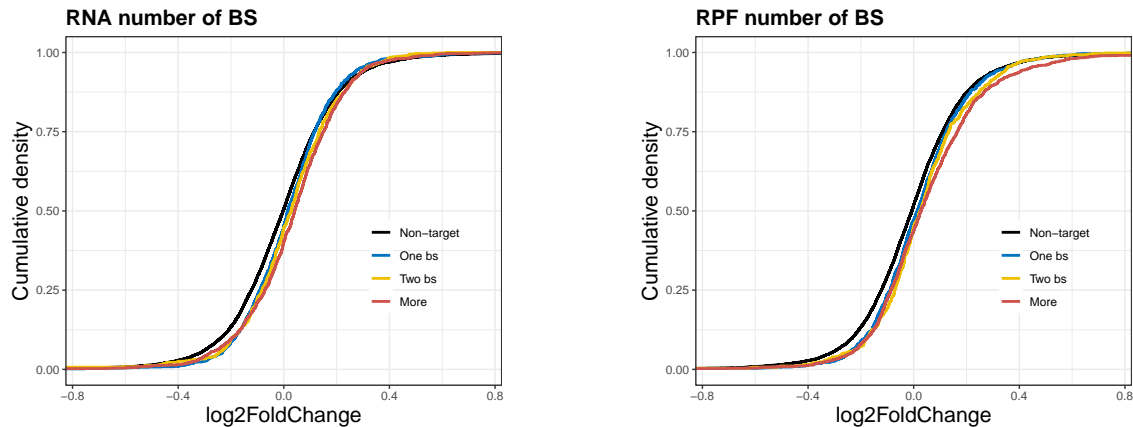 RNA number of BS
1.00
0.75
0.50
0.25
0.00
Cumulative density
Non−target
One bs
Two bs
More
−0.8
−0.4
0.0
0.4
0.8
log2FoldChange
RPF number of BS
1.00
0.75
0.50
0.25
0.00
Cumulative density
Non−target
One bs
Two bs
More
−0.8
−0.4
0.0
0.4
0.8
log2FoldChange